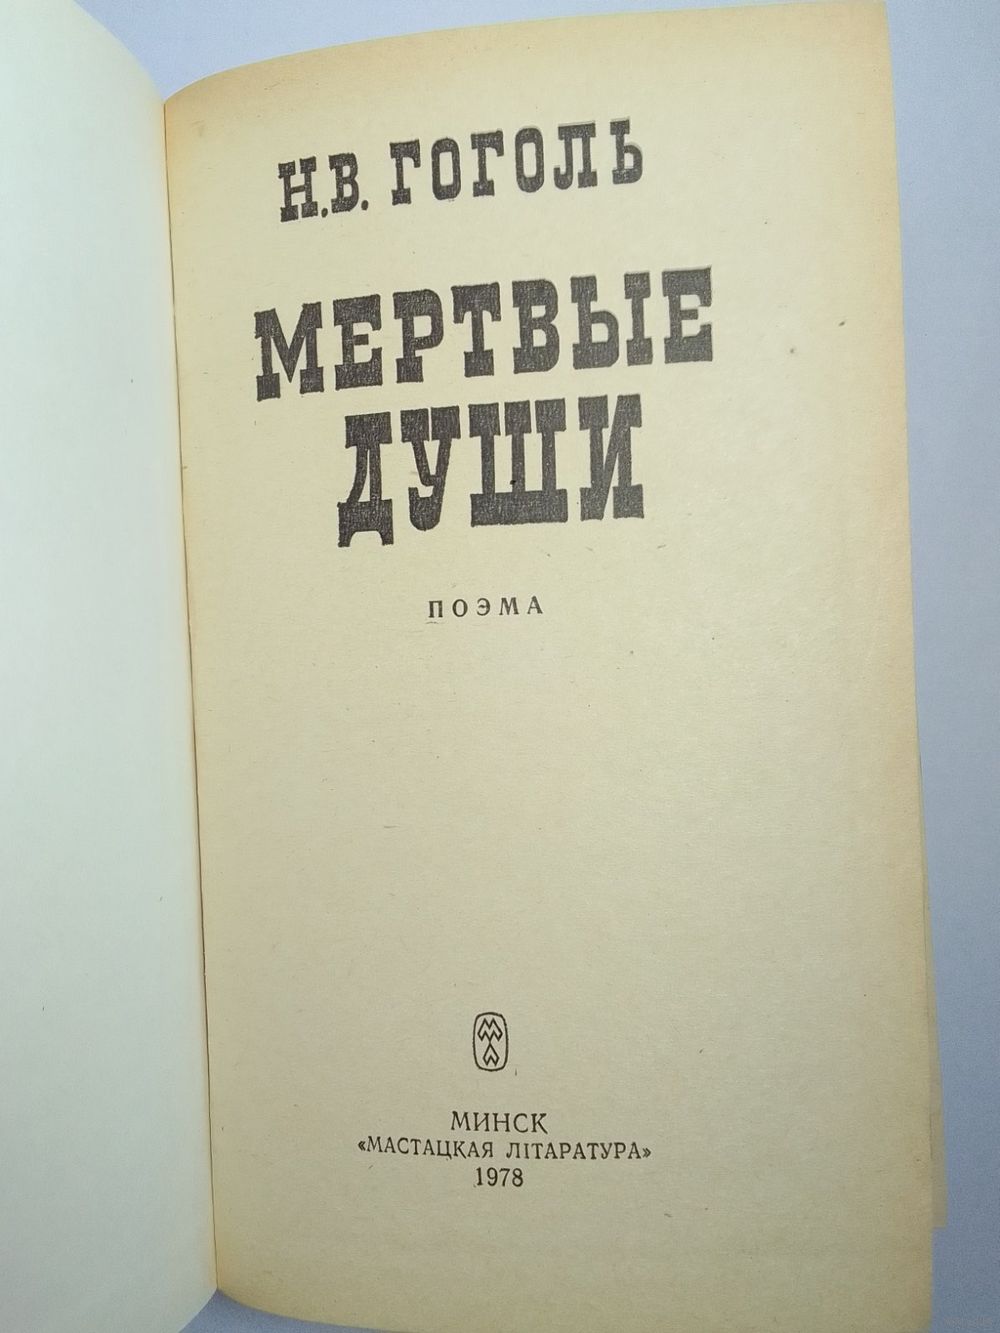 Н.В. ГОГОЛЬ
МЕРТВЫЕ
ДУШИ
ПОЭМА
МИНСК
«МАСТАЦКАЯ ЛІТАРАТУРА»
1978